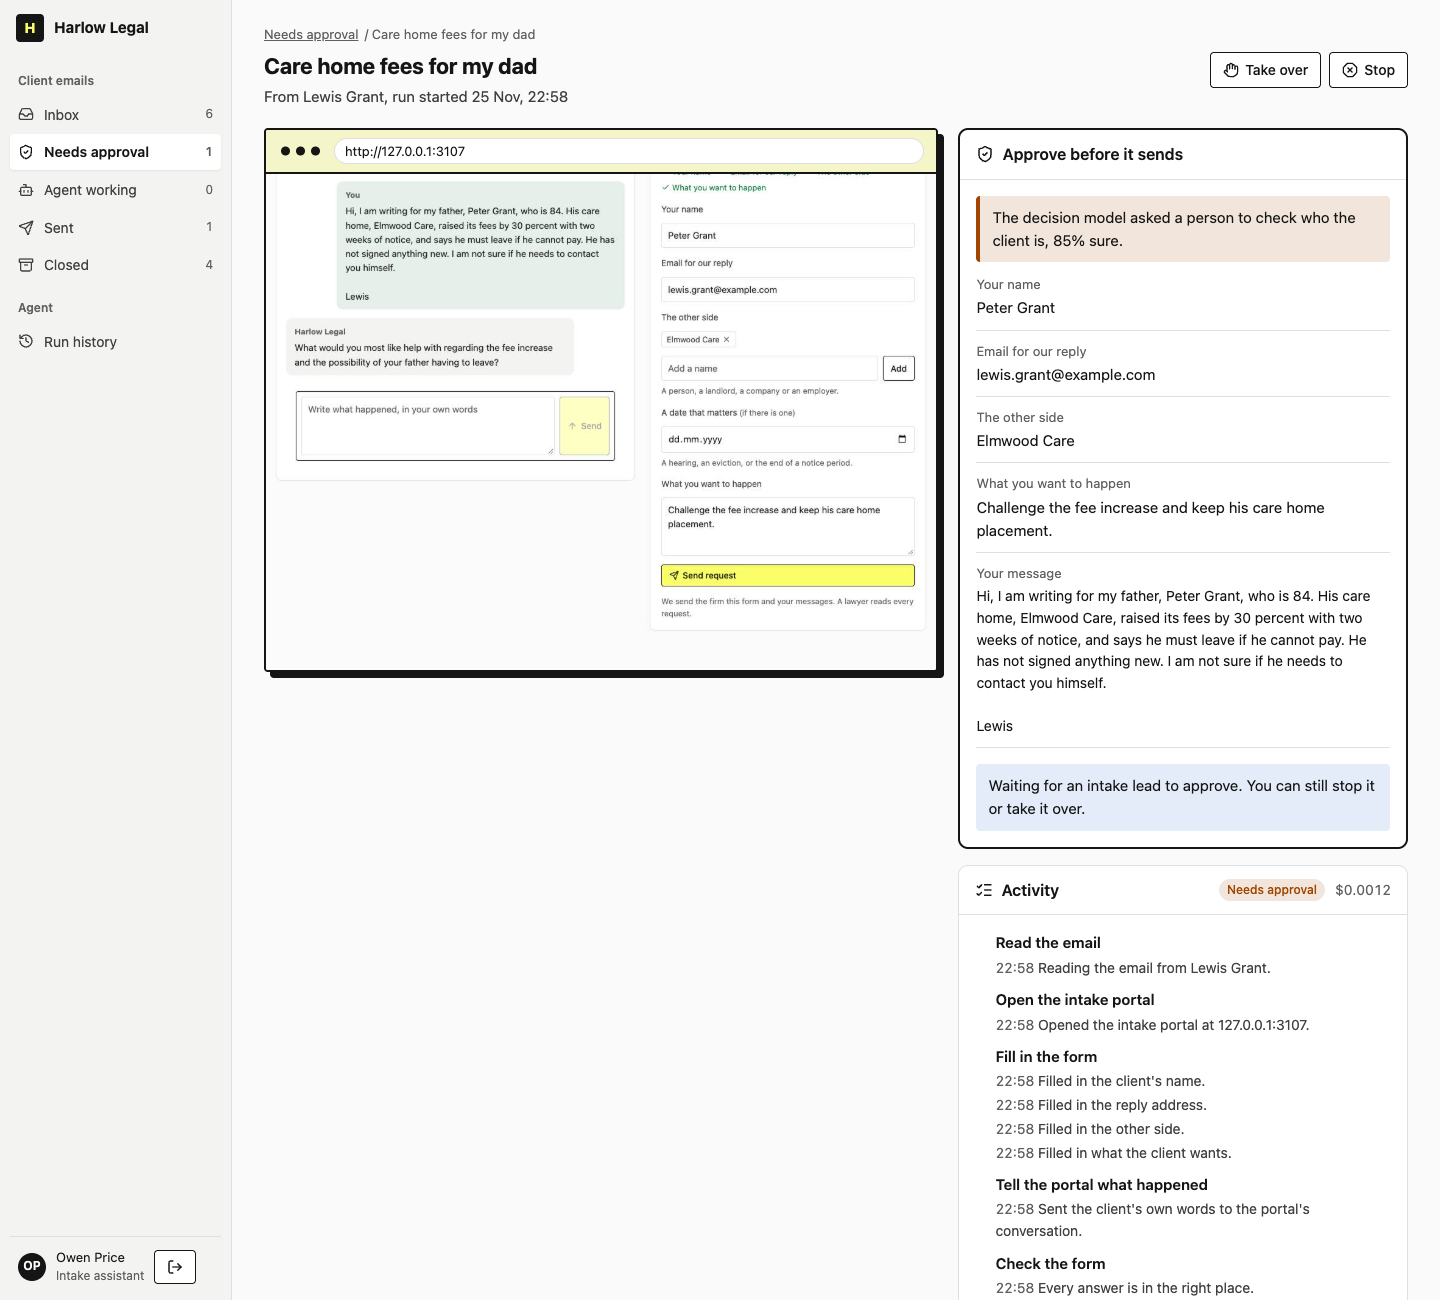 H Harlow Legal
Client emails
Inbox 6
Needs approval 1
Agent working 0
Sent 1
Closed 4
Agent
Run history
OP
Owen Price
Intake assistant
Needs approval / Care home fees for my dad
Care home fees for my dad
From Lewis Grant, run started 25 Nov, 22:58
Take over
Stop
http://127.0.0.1:3107
You
Hi, I am writing for my father, Peter Grant, who is 84. His care
home, Elmwood Care, raised its fees by 30 percent with two
weeks of notice, and says he must leave if he cannot pay. He has
not signed anything new. I am not sure if he needs to contact
you himself.
Lewis
Harlow Legal
What would you most like help with regarding the fee increase
and the possibility of your father having to leave?
Write what happened, in your own words
Send
What you want to happen
Your name
Peter Grant
Email for our reply
lewis.grant@example.com
The other side
Elmwood Care
Add a name
Add
A person, a landlord, a company or an employer.
A date that matters (if there is one)
dd.mm.yyyy
A hearing, an eviction, or the end of a notice period.
What you want to happen
Challenge the fee increase and keep his care home
placement.
Send request
We send the firm this form and your messages. A lawyer reads every
request.
Approve before it sends
The decision model asked a person to check who the
client is, 85% sure.
Your name
Peter Grant
Email for our reply
lewis.grant@example.com
The other side
Elmwood Care
What you want to happen
Challenge the fee increase and keep his care home
placement.
Your message
Hi, I am writing for my father, Peter Grant, who is 84. His care
home, Elmwood Care, raised its fees by 30 percent with two
weeks of notice, and says he must leave if he cannot pay. He
has not signed anything new. I am not sure if he needs to
contact you himself.
Lewis
Waiting for an intake lead to approve. You can still stop it
or take it over.
Activity
Needs approval
$0.0012
Read the email
22:58 Reading the email from Lewis Grant.
Open the intake portal
22:58 Opened the intake portal at 127.0.0.1:3107.
Fill in the form
22:58 Filled in the client's name.
22:58 Filled in the reply address.
22:58 Filled in the other side.
22:58 Filled in what the client wants.
Tell the portal what happened
22:58 Sent the client's own words to the portal's
conversation.
Check the form
22:58 Every answer is in the right place.